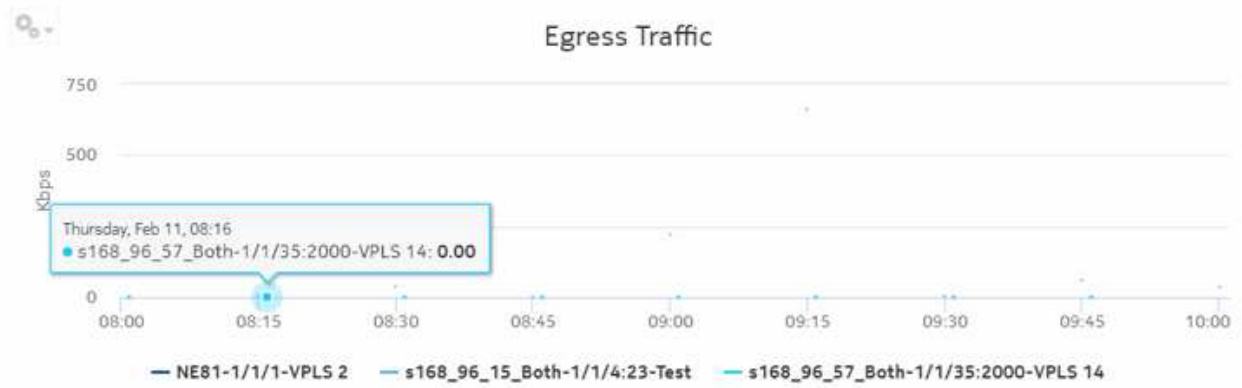 Egress Traffic
750
500
Kbps
Thursday, Feb 11, 08:16
s168_96_57_Both-1/1/35:2000-VPLS 14: 0.00
0
08:00 08:15 08:30 08:45 09:00 09:15 09:30 09:45 10:00
NE81-1/1/1-VPLS 2 s168_96_15_Both-1/1/4:23-Test s168_96_57_Both-1/1/35:2000-VPLS 14